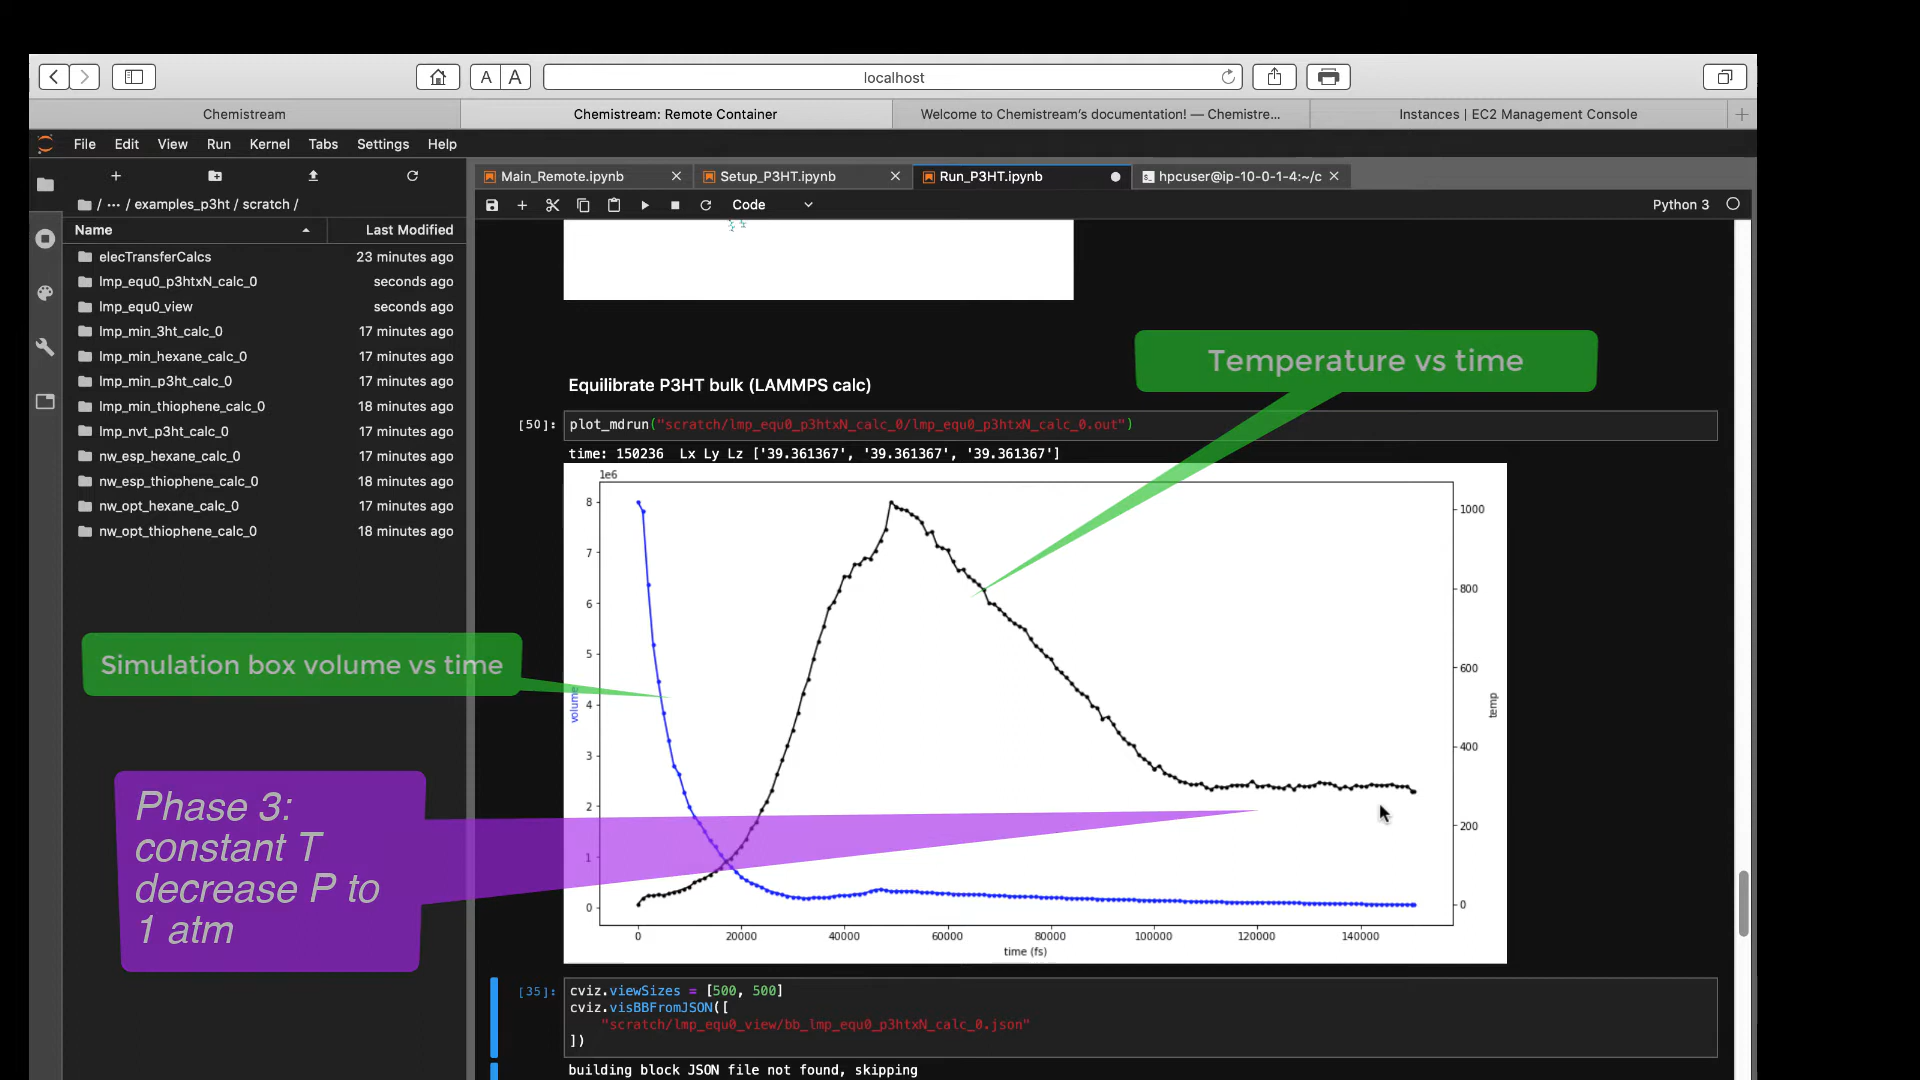 localhost
A A
Chemistream
Chemistream: Remote Container
Welcome to Chemistream's documentation! — Chemistre...
Instances | EC2 Management Console
File Edit View Run Kernel Tabs Settings Help
Main_Remote.ipynb
Setup_P3HT.ipynb
Run_P3HT.ipynb
hpcuser@ip-10-0-1-4:~/c
/ ··· / examples_p3ht / scratch /
Code
Python 3
Name Last Modified
elecTransferCalcs 23 minutes ago
lmp_equ0_p3htxN_calc_0 seconds ago
lmp_equ0_view seconds ago
lmp_min_3ht_calc_0 17 minutes ago
lmp_min_hexane_calc_0 17 minutes ago
lmp_min_p3ht_calc_0 17 minutes ago
lmp_min_thiophene_calc_0 18 minutes ago
lmp_nvt_p3ht_calc_0 17 minutes ago
nw_esp_hexane_calc_0 17 minutes ago
nw_esp_thiophene_calc_0 18 minutes ago
nw_opt_hexane_calc_0 17 minutes ago
nw_opt_thiophene_calc_0 18 minutes ago
Equilibrate P3HT bulk (LAMMPS calc)
Temperature vs time
[50]: plot_mdrun("scratch/lmp_equ0_p3htxN_calc_0/lmp_equ0_p3htxN_calc_0.out")
time: 150236 Lx Ly Lz ['39.361367', '39.361367', '39.361367']
1e6
8
7
6
5
4
3
2
1
0
volume
1000
800
600
400
200
0
temp
0 20000 40000 60000 80000 100000 120000 140000
time (fs)
Simulation box volume vs time
Phase 3:
constant T
decrease P to
1 atm
[35]: cviz.viewSizes = [500, 500]
cviz.visBBFromJSON([
"scratch/lmp_equ0_view/bb_lmp_equ0_p3htxN_calc_0.json"
])
building block JSON file not found, skipping